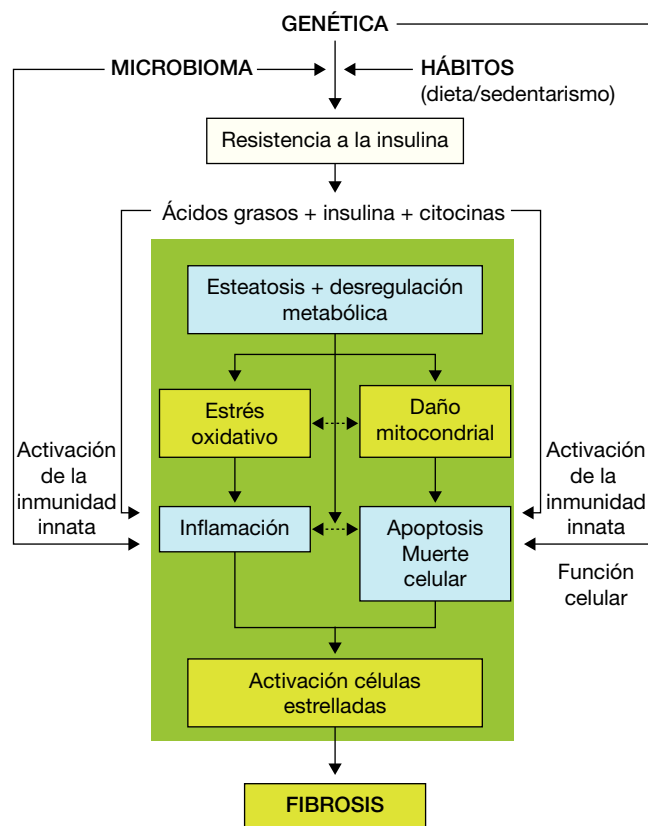 GENÉTICA
MICROBIOMA
HÁBITOS
(dieta/sedentarismo)
Resistencia a la insulina
Ácidos grasos + insulina + citocinas
Esteatosis + desregulación
metabólica
Estrés
oxidativo
Daño
mitocondrial
Activación
de la
inmunidad
innata
Inflamación
Apoptosis
Muerte
celular
Activación
de la
inmunidad
innata
Función
celular
Activación células
estrelladas
FIBROSIS